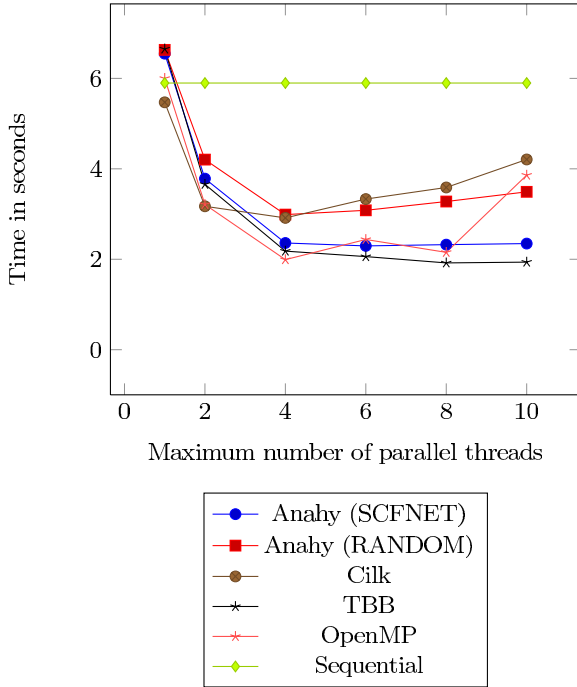 6
4
2
0
Time in seconds
0 2 4 6 8 10
Maximum number of parallel threads
Anahy (SCFNET)
Anahy (RANDOM)
Cilk
TBB
OpenMP
Sequential